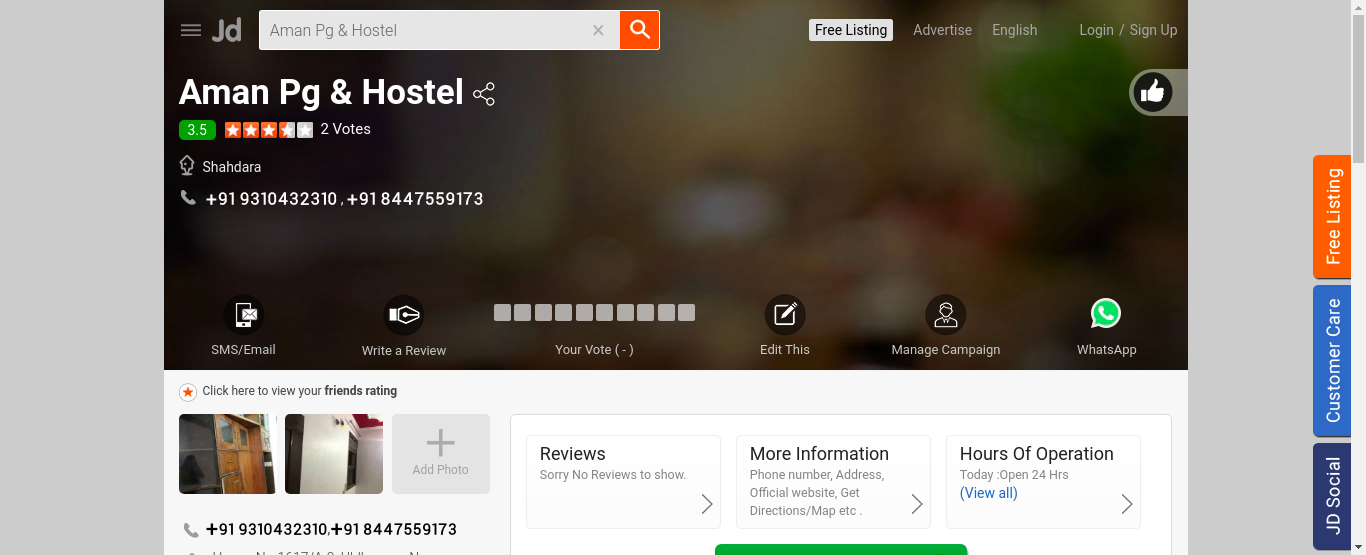 Jd
Aman Pg & Hostel
Free Listing
Advertise
English
Login / Sign Up
Aman Pg & Hostel
3.5
2 Votes
Shahdara
+91 9310432310 , +91 8447559173
SMS/Email
Write a Review
Your Vote ( - )
Edit This
Manage Campaign
WhatsApp
Free Listing
Customer Care
JD Social
Click here to view your friends rating
Add Photo
Reviews
Sorry No Reviews to show.
More Information
Phone number, Address,
Official website, Get
Directions/Map etc .
Hours Of Operation
Today :Open 24 Hrs
(View all)
+91 9310432310,+91 8447559173